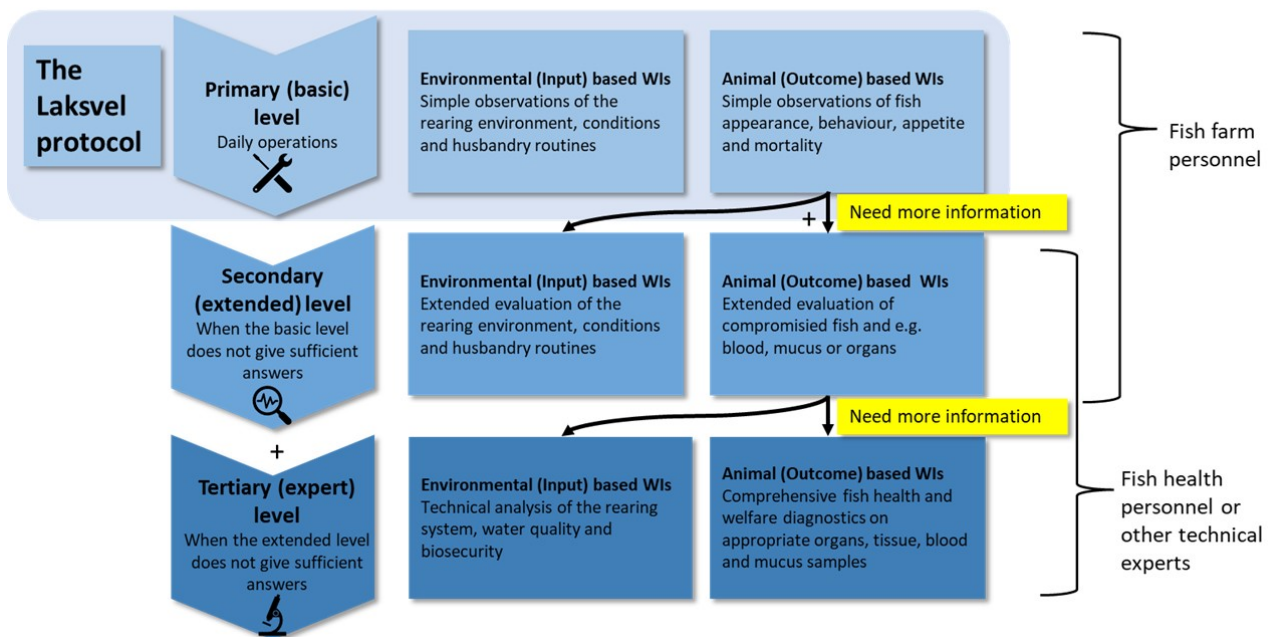 The
Laksvel
protocol
Primary (basic)
level
Daily operations
Environmental (Input) based WIs
Simple observations of the
rearing environment, conditions
and husbandry routines
Animal (Outcome) based WIs
Simple observations of fish
appearance, behaviour, appetite
and mortality
Fish farm
personnel
+
Need more information
Secondary
(extended) level
When the basic level
does not give sufficient
answers
Environmental (Input) based WIs
Extended evaluation of the
rearing environment, conditions
and husbandry routines
Animal (Outcome) based  WIs
Extended evaluation of
compromisied fish and e.g.
blood, mucus or organs
Need more information
+
Tertiary (expert)
level
When the extended level
does not give sufficient
answers
Environmental (Input) based WIs
Technical analysis of the rearing
system, water quality and
biosecurity
Animal (Outcome) based WIs
Comprehensive fish health and
welfare diagnostics on
appropriate organs, tissue, blood
and mucus samples
Fish health
personnel or
other technical
experts